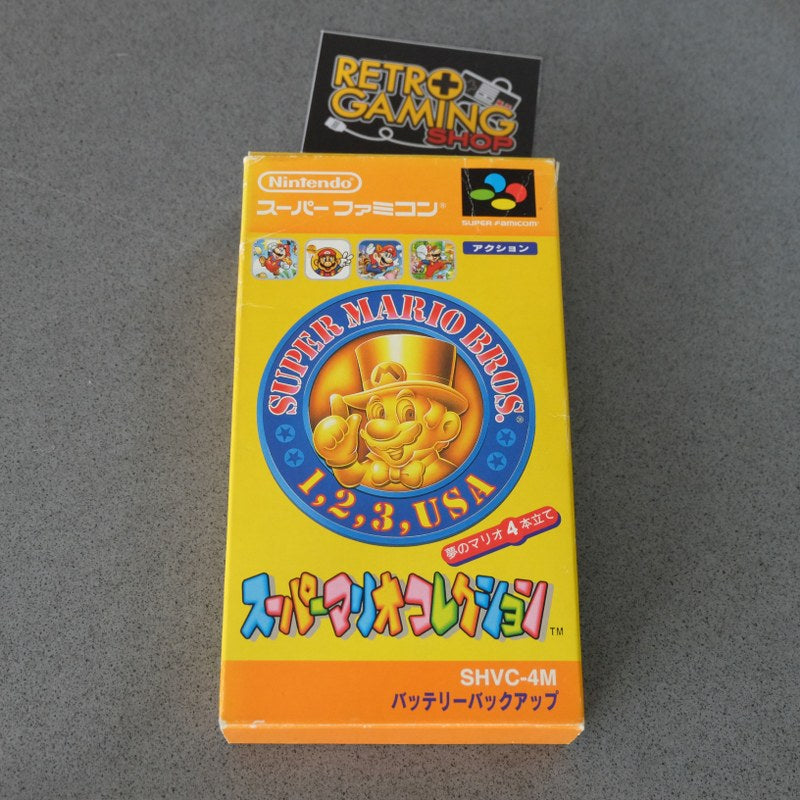 RETRO
GAMING
SHOP
Nintendo
スーパーファミコン®
SUPER FAMICOM
アクション
SUPER MARIO BROS.®
1,2,3,USA
夢のマリオ4本立て
スーパーマリオコレクション™
SHVC-4M
バッテリーバックアップ